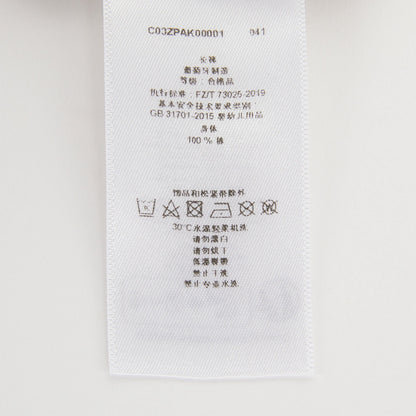 C03ZPAK00001 041
长裤
葡萄牙制造
等级：合格品
执行标准：FZ/T 73025-2019
基本安全技术要求类别
GB 31701-2015 婴幼儿用品
身体
100 % 棉
饰品和松紧带除外
30°C水温轻柔机洗
请勿漂白
请勿烘干
低温熨烫
禁止干洗
禁止专业水洗